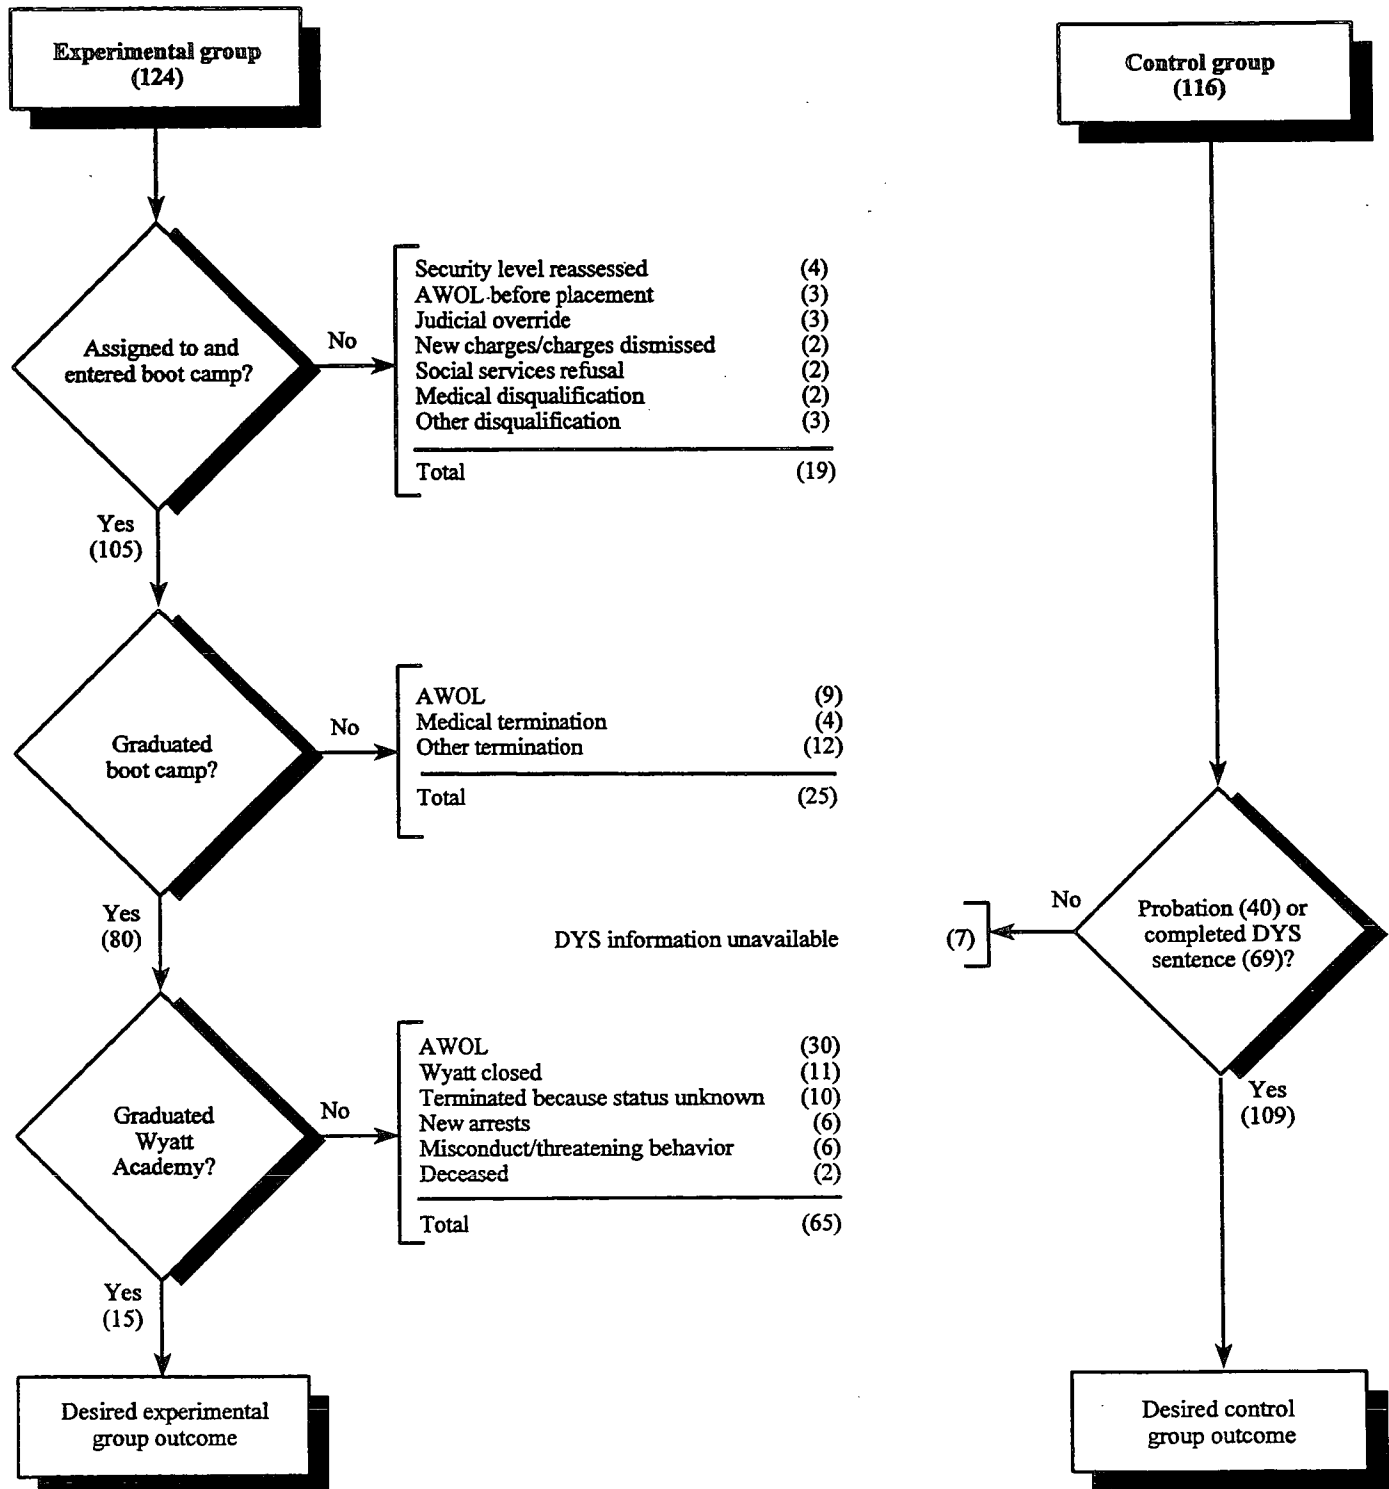 Experimental group
(124)
Control group
(116)
Assigned to and
entered boot camp?
No
Security level reassessed (4)
AWOL before placement (3)
Judicial override (3)
New charges/charges dismissed (2)
Social services refusal (2)
Medical disqualification (2)
Other disqualification (3)
Total (19)
Yes
(105)
Graduated
boot camp?
No
AWOL (9)
Medical termination (4)
Other termination (12)
Total (25)
Yes
(80)
DYS information unavailable (7)
No
Probation (40) or
completed DYS
sentence (69)?
Graduated
Wyatt
Academy?
No
AWOL (30)
Wyatt closed (11)
Terminated because status unknown (10)
New arrests (6)
Misconduct/threatening behavior (6)
Deceased (2)
Total (65)
Yes
(109)
Yes
(15)
Desired experimental
group outcome
Desired control
group outcome